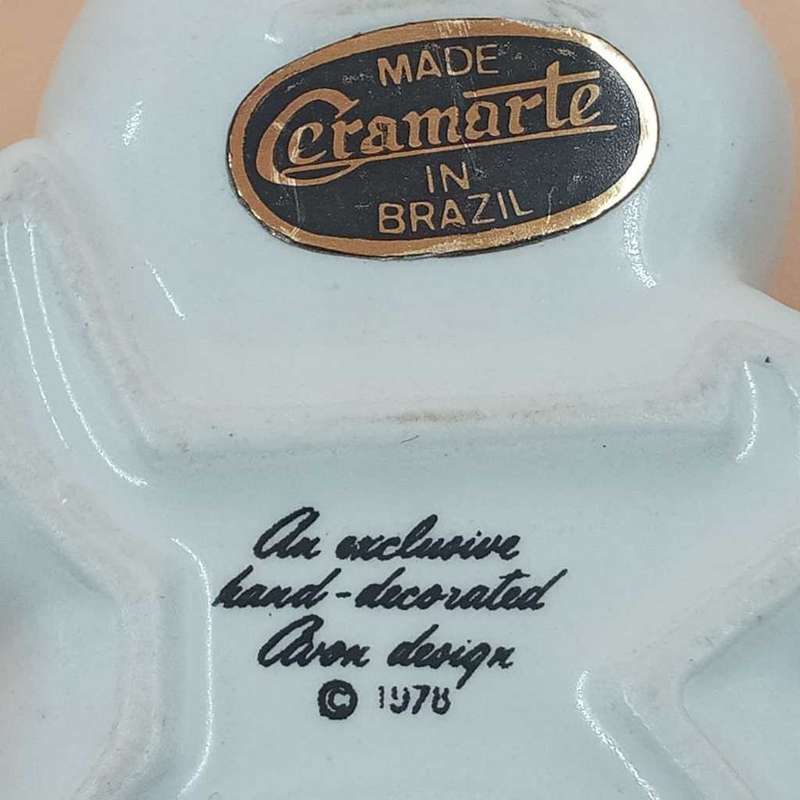 MADE
Ceramarte
IN
BRAZIL
An exclusive
hand-decorated
Avon design
© 1978